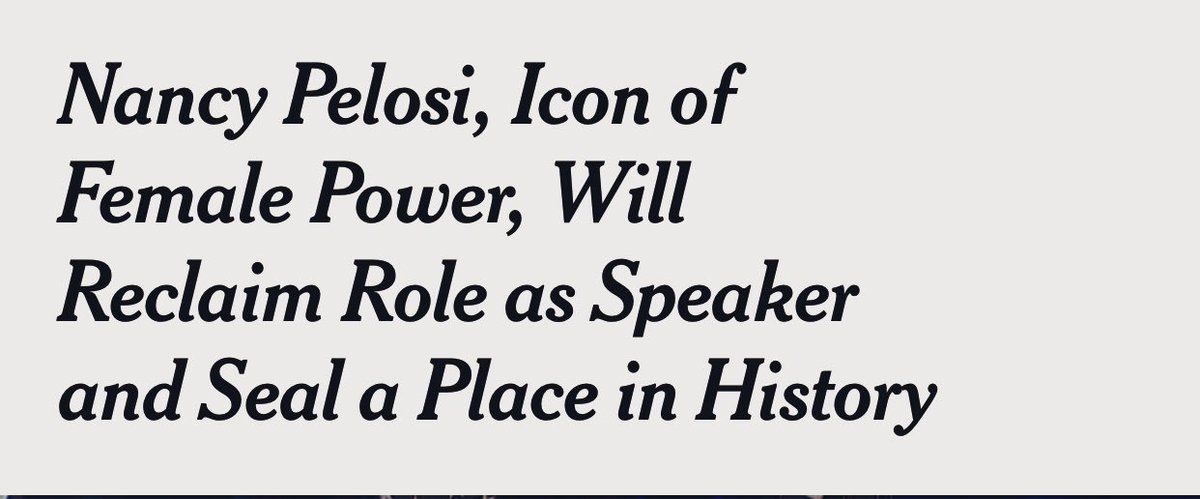 Nancy Pelosi, Icon of
Female Power, Will
Reclaim Role as Speaker
and Seal a Place in History